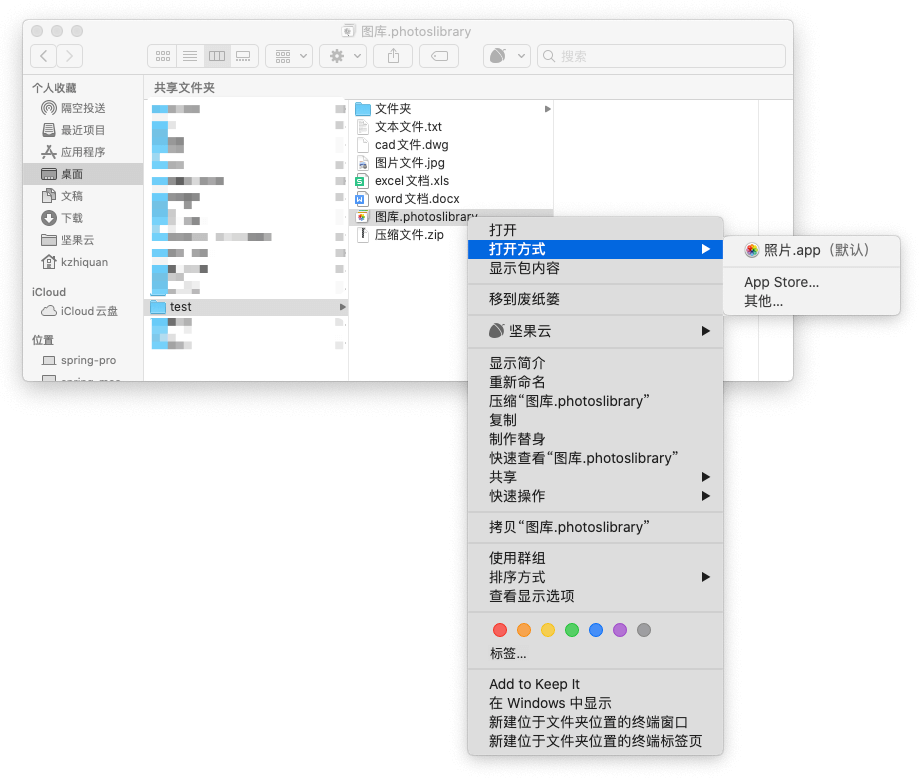 图库.photoslibrary
搜索
个人收藏
隔空投送
最近项目
应用程序
桌面
文稿
下载
坚果云
kzhiquan
iCloud
iCloud云盘
位置
spring-pro
共享文件夹
test
文件夹
文本文件.txt
cad文件.dwg
图片文件.jpg
excel文档.xls
word文档.docx
图库.photoslibrary
压缩文件.zip
打开
打开方式
显示包内容
移到废纸篓
坚果云
显示简介
重新命名
压缩“图库.photoslibrary”
复制
制作替身
快速查看“图库.photoslibrary”
共享
快速操作
拷贝“图库.photoslibrary”
使用群组
排序方式
查看显示选项
标签...
Add to Keep It
在 Windows 中显示
新建位于文件夹位置的终端窗口
新建位于文件夹位置的终端标签页
照片.app（默认）
App Store...
其他...